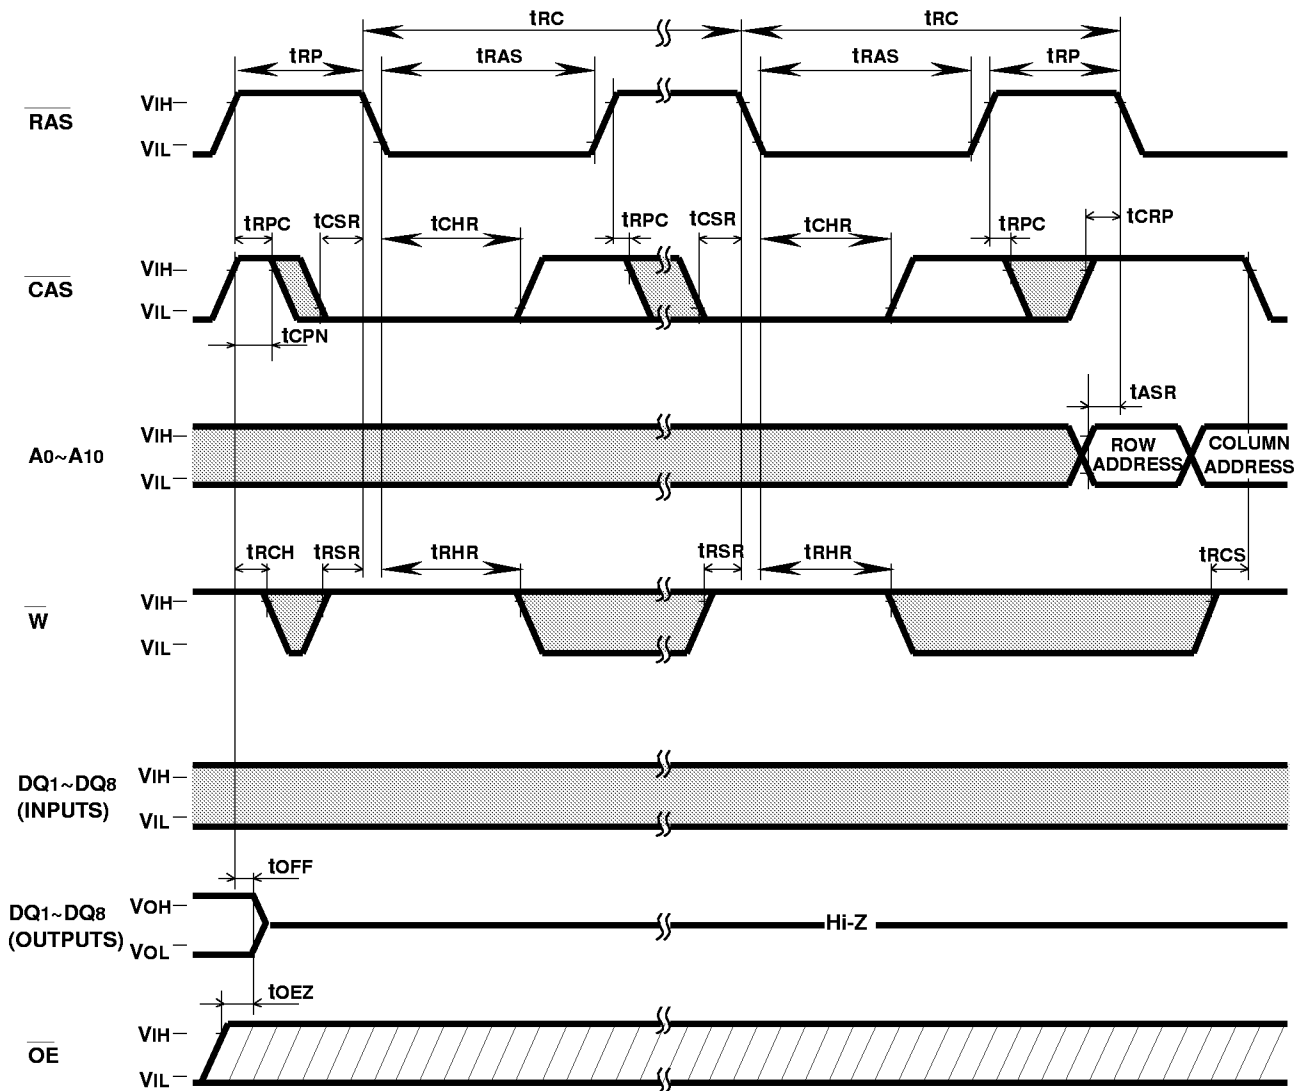 tRC tRC
tRP tRAS tRAS tRP
RAS
VIH
VIL
tRPC tCSR tCHR tRPC tCSR tCHR tRPC tCRP
CAS
VIH
VIL
tCPN
tASR
A0~A10
VIH
VIL
ROW
ADDRESS
COLUMN
ADDRESS
tRCH tRSR tRHR tRSR tRHR tRCS
W
VIH
VIL
DQ1~DQ8
(INPUTS)
VIH
VIL
tOFF
DQ1~DQ8
(OUTPUTS)
VOH
VOL
Hi-Z
tOEZ
OE
VIH
VIL